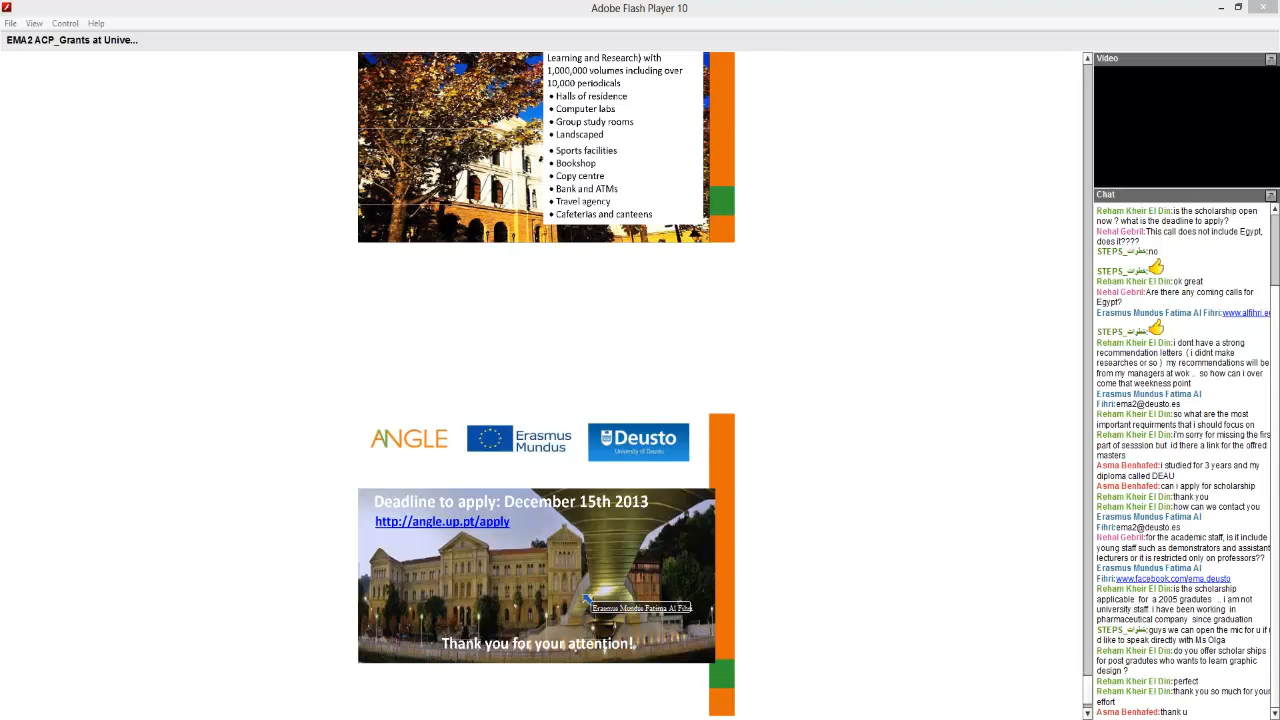 Adobe Flash Player 10
File View Control Help
EMA2 ACP_Grants at Unive...
Learning and Research) with
1,000,000 volumes including over
10,000 periodicals
• Halls of residence
• Computer labs
• Group study rooms
• Landscaped
• Sports facilities
• Bookshop
• Copy centre
• Bank and ATMs
• Travel agency
• Cafeterias and canteens
ANGLE
Erasmus
Mundus
Deusto
University of Deusto
Deadline to apply: December 15th 2013
http://angle.up.pt/apply
Erasmus Mundus Fatima Al Fihri
Thank you for your attention!
Video
Chat
Reham Kheir El Din:is the scholarship open
now ? what is the deadline to apply?
Nehal Gebril:This call does not include Egypt,
does it????
STEPS_خطوات:no
STEPS_خطوات:
Reham Kheir El Din:ok great
Nehal Gebril:Are there any coming calls for
Egypt?
Erasmus Mundus Fatima Al Fihri:www.alfihri.eu
STEPS_خطوات:
Reham Kheir El Din:i dont have a strong
recommendation letters ( i didnt make
researches or so ) my recommendations will be
from my managers at wok .. so how can i over
come that weekness point
Erasmus Mundus Fatima Al
Fihri:ema2@deusto.es
Reham Kheir El Din:so what are the most
important requirments that i should focus on
Reham Kheir El Din:i'm sorry for missing the first
part of sesssion but id there a link for the offred
masters
Asma Benhafed:i studied for 3 years and my
diploma called DEAU
Asma Benhafed:can i apply for scholarship
Reham Kheir El Din:thank you
Reham Kheir El Din:how can we contact you
Erasmus Mundus Fatima Al
Fihri:ema2@deusto.es
Nehal Gebril:for the academic staff, is it include
young staff such as demonstrators and assistant
lecturers or it is restricted only on professors??
Erasmus Mundus Fatima Al
Fihri:www.facebook.com/ema.deusto
Reham Kheir El Din:is the scholarship
applicable for a 2005 gradutes .. i am not
university staff. i have been working in
pharmaceutical company since graduation
STEPS_خطوات:guys we can open the mic for u if u
d like to speak directly with Ms Olga
Reham Kheir El Din:do you offer scholar ships
for post gradutes who wants to learn graphic
design ?
Reham Kheir El Din:perfect
Reham Kheir El Din:thank you so much for your
effort
Asma Benhafed:thank u